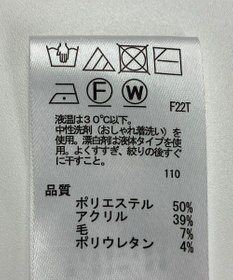 F W
F22T
液温は30℃以下。
中性洗剤(おしゃれ着洗い)を
使用。漂白剤は液体タイプを使
用。よくすすぎ、絞りの後すぐ
に干すこと。
110
品質
ポリエステル 50%
アクリル 39%
毛 7%
ポリウレタン 4%